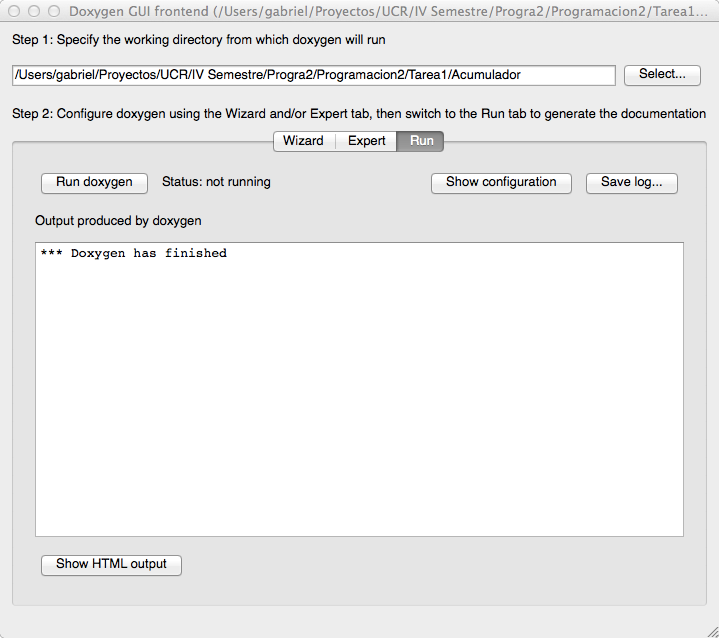 Doxygen GUI frontend (/Users/gabriel/Proyectos/UCR/IV Semestre/Progra2/Programacion2/Tarea1...
Step 1: Specify the working directory from which doxygen will run
/Users/gabriel/Proyectos/UCR/IV Semestre/Progra2/Programacion2/Tarea1/Acumulador
Select...
Step 2: Configure doxygen using the Wizard and/or Expert tab, then switch to the Run tab to generate the documentation
Wizard Expert Run
Run doxygen Status: not running Show configuration Save log...
Output produced by doxygen
*** Doxygen has finished
Show HTML output